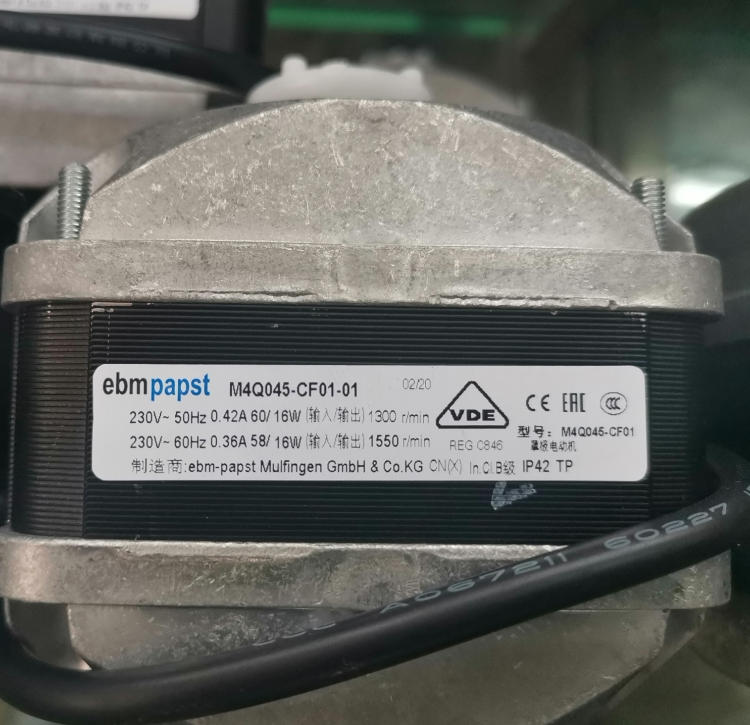 ebmpapst M4Q045-CF01-01 02/20
230V~ 50Hz 0.42A 60/16W (输入/输出) 1300 r/min
230V~ 60Hz 0.36A 58/16W (输入/输出) 1550 r/min
VDE
REG C846
CE EAC CCC
型号: M4Q045-CF01
罩极电动机
制造商:ebm-papst Mulfingen GmbH & Co.KG CN(X) In.Cl.B级 IP42 TP
A067211 60227